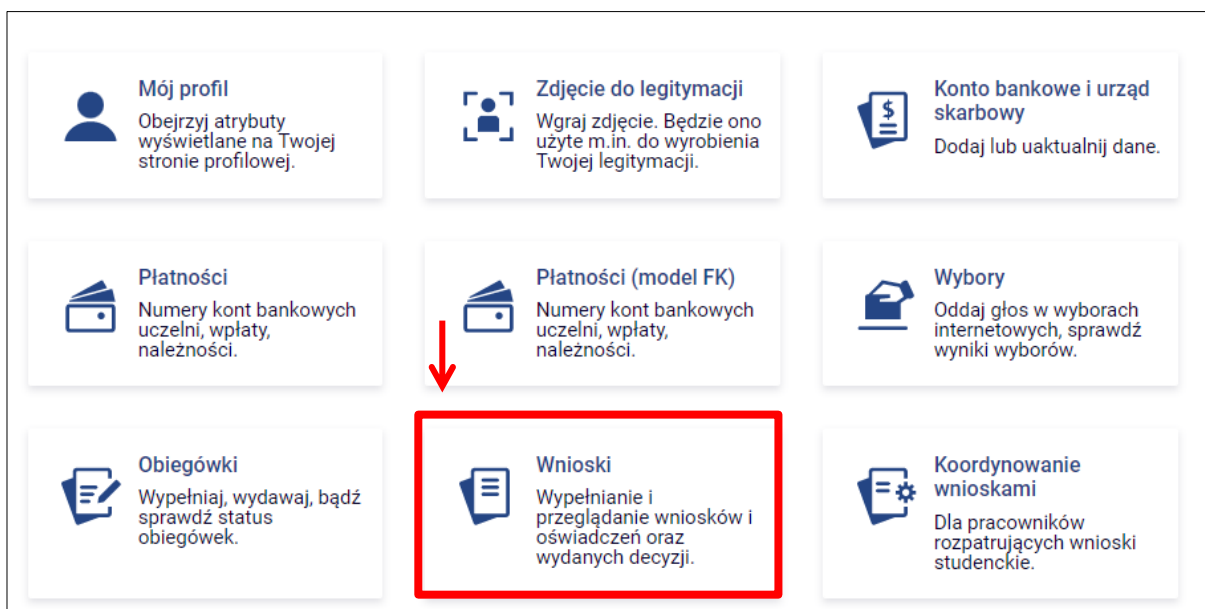 Mój profil
Obejrzyj atrybuty
wyświetlane na Twojej
stronie profilowej.
Zdjęcie do legitymacji
Wgraj zdjęcie. Będzie ono
użyte m.in. do wyrobienia
Twojej legitymacji.
Konto bankowe i urząd
skarbowy
Dodaj lub uaktualnij dane.
Płatności
Numery kont bankowych
uczelni, wpłaty,
należności.
Płatności (model FK)
Numery kont bankowych
uczelni, wpłaty,
należności.
Wybory
Oddaj głos w wyborach
internetowych, sprawdź
wyniki wyborów.
Obiegówki
Wypełniaj, wydawaj, bądź
sprawdź status
obiegówek.
Wnioski
Wypełnianie i
przeglądanie wniosków i
oświadczeń oraz
wydanych decyzji.
Koordynowanie
wnioskami
Dla pracowników
rozpatrujących wnioski
studenckie.